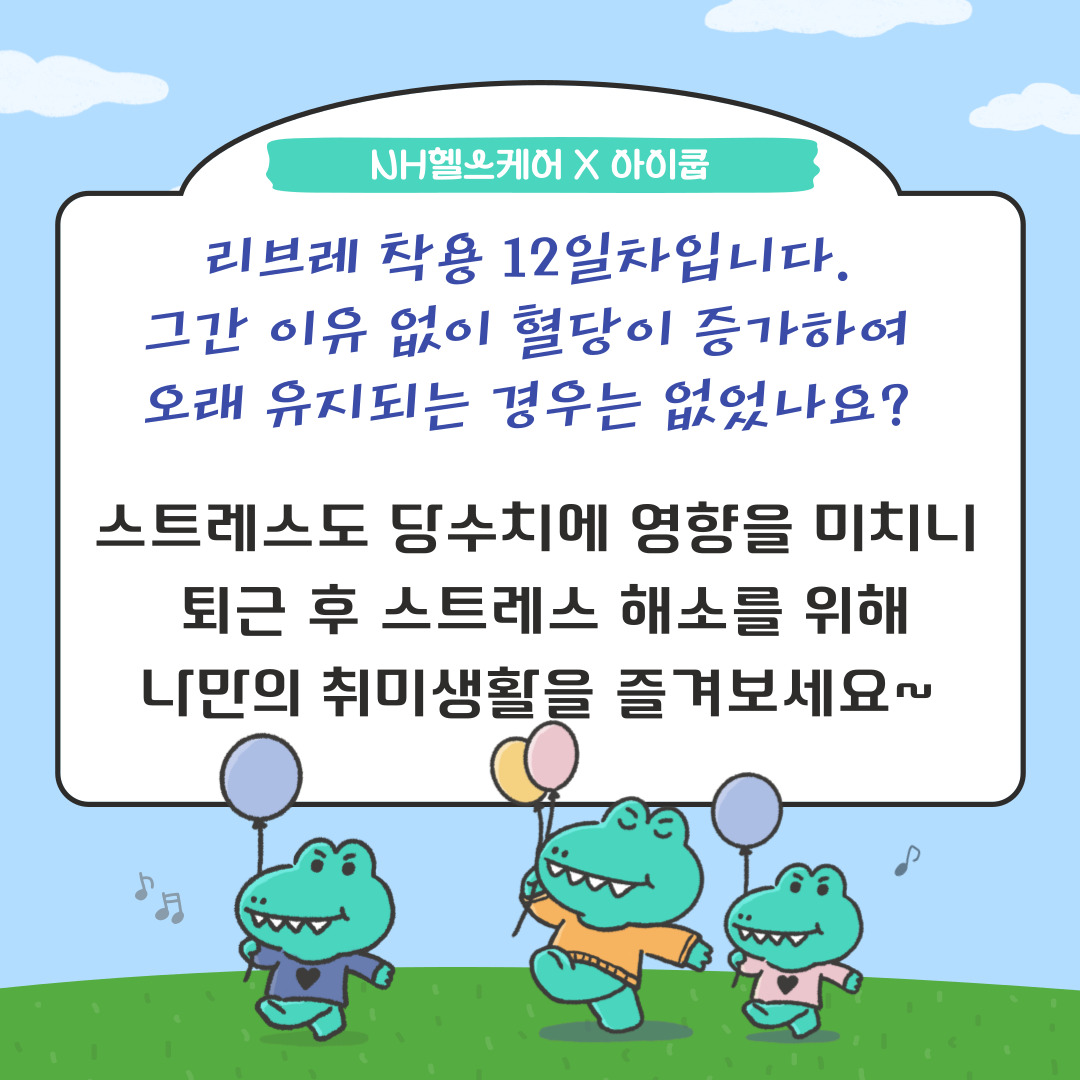 NH헬스케어 X 아이쿱
리브레 착용 12일차입니다.
그간 이유 없이 혈당이 증가하여
오래 유지되는 경우는 없었나요?
스트레스도 당수치에 영향을 미치니
퇴근 후 스트레스 해소를 위해
나만의 취미생활을 즐겨보세요~